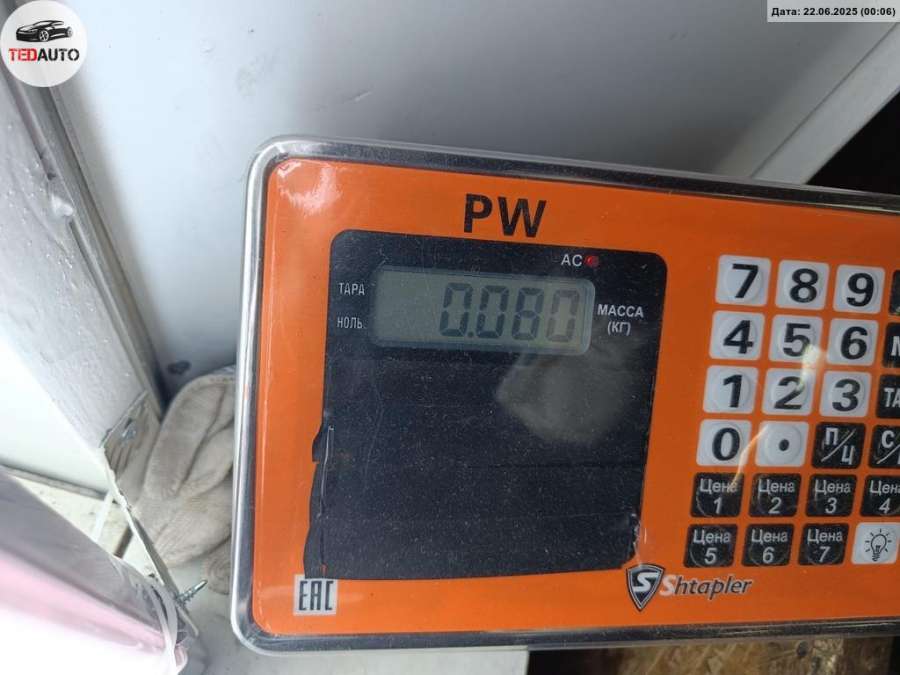 Дата: 22.06.2025 (00:06)
TEDAUTO
PW
AC
ТАРА
НОЛЬ
0.080
МАССА
(КГ)
7 8 9
4 5 6
1 2 3
0 • П/Ц
Цена 1 Цена 2 Цена 3 Цена 4
Цена 5 Цена 6 Цена 7
EAC
S Shtapler